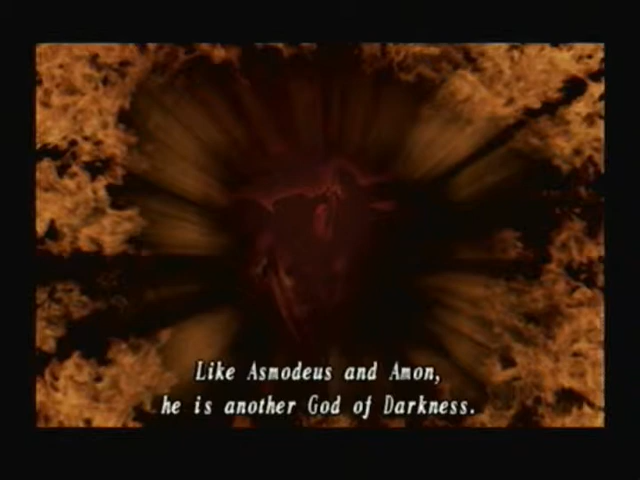 Like Asmodeus and Amon,
he is another God of Darkness.